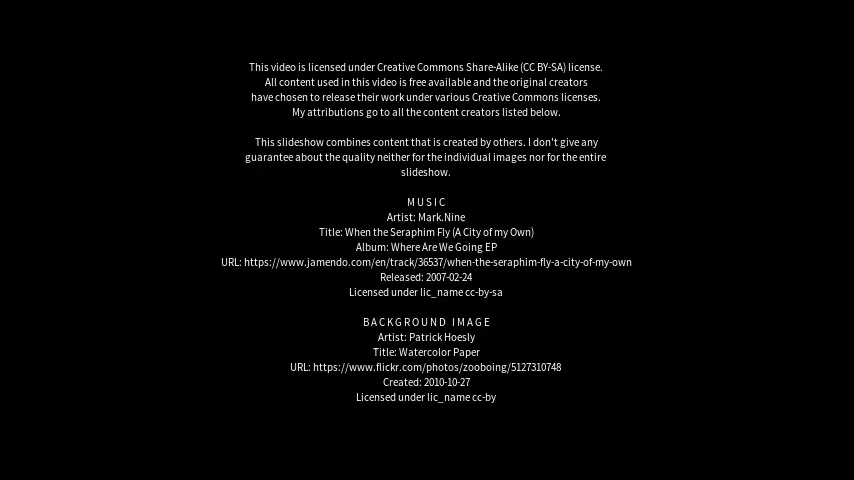 This video is licensed under Creative Commons Share-Alike (CC BY-SA) license.
All content used in this video is free available and the original creators
have chosen to release their work under various Creative Commons licenses.
My attributions go to all the content creators listed below.
This slideshow combines content that is created by others. I don't give any
guarantee about the quality neither for the individual images nor for the entire
slideshow.
MUSIC
Artist: Mark.Nine
Title: When the Seraphim Fly (A City of my Own)
Album: Where Are We Going EP
URL: https://www.jamendo.com/en/track/36537/when-the-seraphim-fly-a-city-of-my-own
Released: 2007-02-24
Licensed under lic_name cc-by-sa
BACKGROUND IMAGE
Artist: Patrick Hoesly
Title: Watercolor Paper
URL: https://www.flickr.com/photos/zooboing/5127310748
Created: 2010-10-27
Licensed under lic_name cc-by